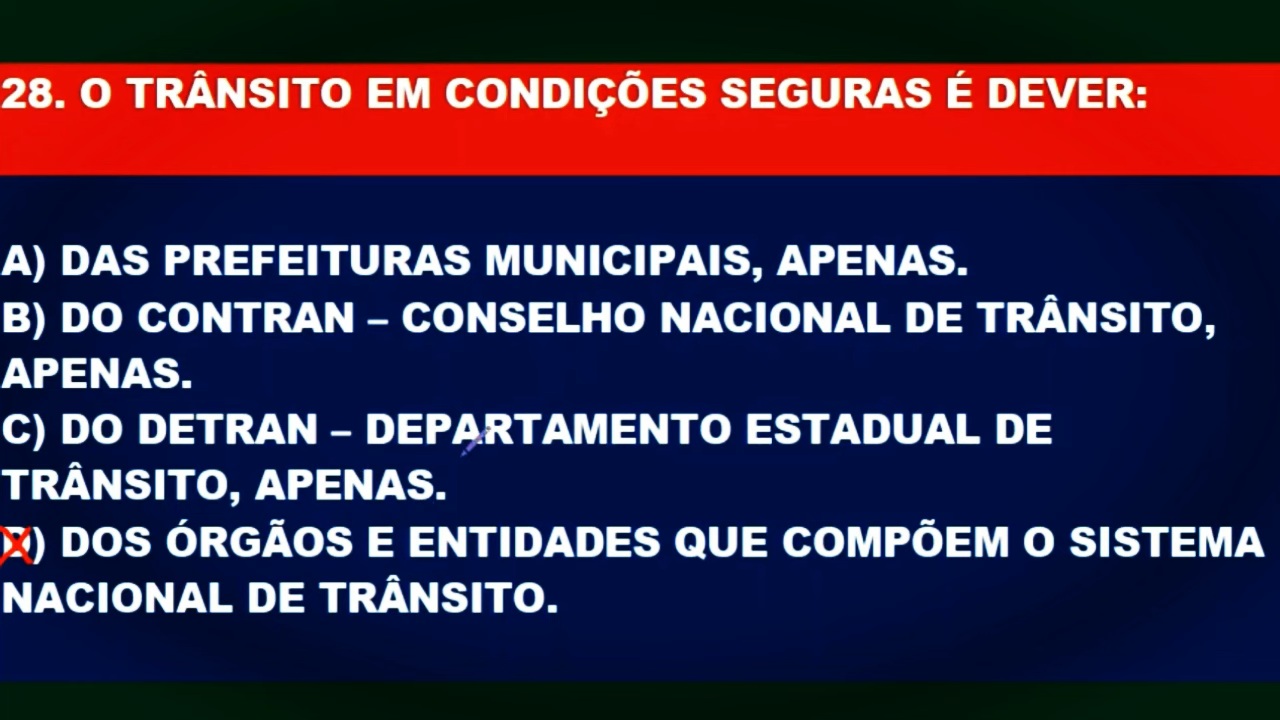 28. O TRÂNSITO EM CONDIÇÕES SEGURAS É DEVER:
A) DAS PREFEITURAS MUNICIPAIS, APENAS.
B) DO CONTRAN – CONSELHO NACIONAL DE TRÂNSITO,
APENAS.
C) DO DETRAN – DEPARTAMENTO ESTADUAL DE
TRÂNSITO, APENAS.
D) DOS ÓRGÃOS E ENTIDADES QUE COMPÕEM O SISTEMA
NACIONAL DE TRÂNSITO.